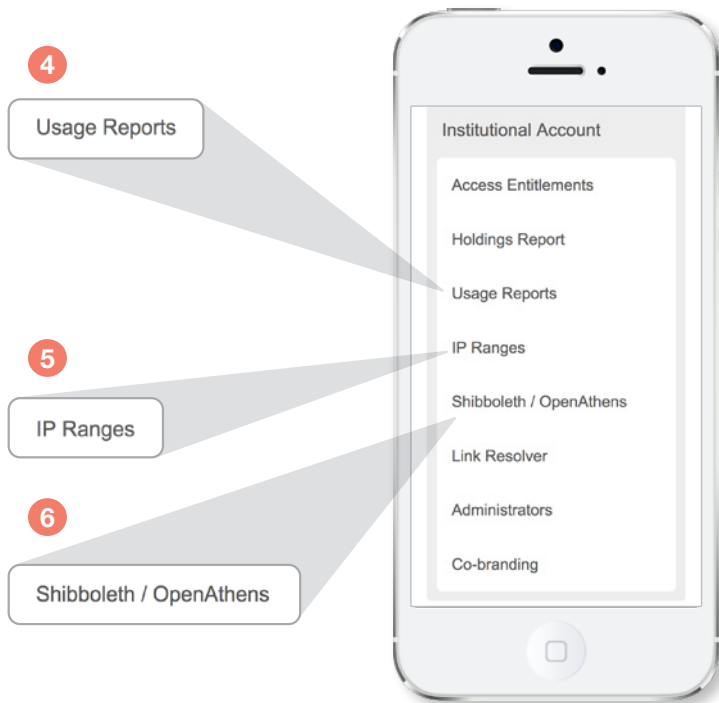 4
Usage Reports
5
IP Ranges
6
Shibboleth / OpenAthens
Institutional Account
Access Entitlements
Holdings Report
Usage Reports
IP Ranges
Shibboleth / OpenAthens
Link Resolver
Administrators
Co-branding